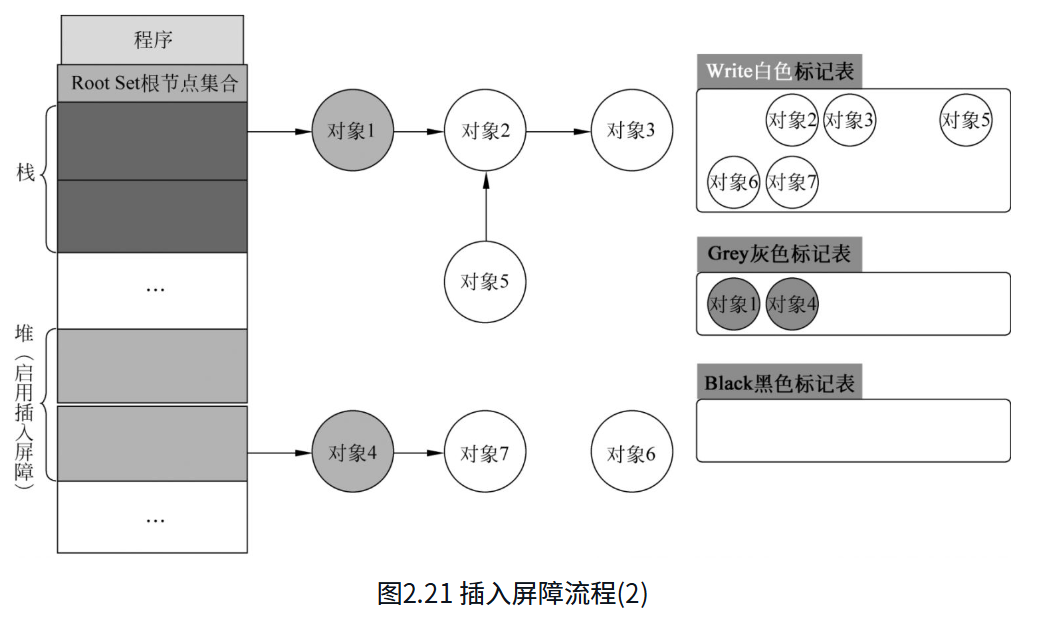 程序
Root Set根节点集合
栈
...
堆（启用插入屏障）
...
对象1
对象2
对象3
对象5
对象4
对象7
对象6
Write白色标记表
对象2 对象3 对象5
对象6 对象7
Grey灰色标记表
对象1 对象4
Black黑色标记表
图2.21 插入屏障流程(2)